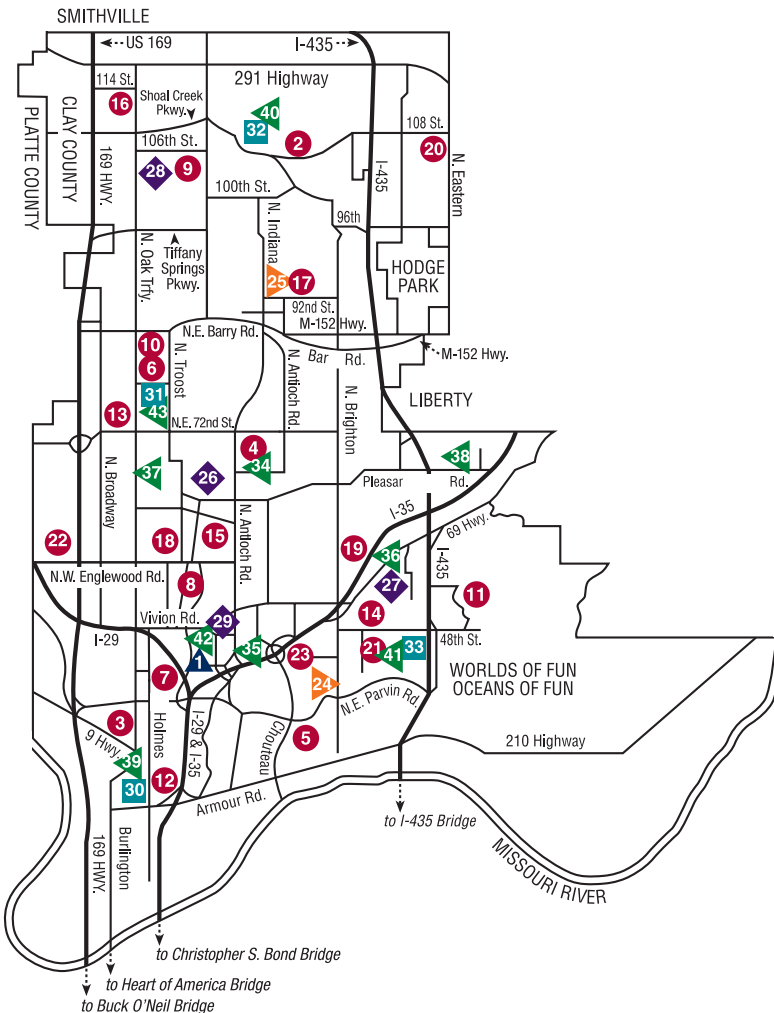 SMITHVILLE
US 169
I-435
114 St.
291 Highway
16
Shoal Creek
Pkwy.
40
32
2
108 St.
20
PLATTE COUNTY
CLAY COUNTY
169 HWY.
106th St.
28
9
100th St.
I-435
N. Eastern
96th
N. Oak Trfy.
Tiffany
Springs
Pkwy.
N. Indiana
25
17
HODGE
PARK
92nd St.
M-152 Hwy.
N.E. Barry Rd.
Bar
Rd.
M-152 Hwy.
10
6
N. Troost
N. Antioch Rd.
N. Brighton
31
43
13
N.E. 72nd St.
LIBERTY
4
34
38
37
26
Pleasar
Rd.
N. Broadway
N. Antioch Rd.
I-35
69 Hwy.
22
18
15
19
36
I-435
N.W. Englewood Rd.
8
27
11
Vivion Rd.
29
14
I-29
42
1
35
23
21
41
33
48th St.
7
24
WORLDS OF FUN
OCEANS OF FUN
N.E. Parvin Rd.
3
Holmes
I-29 & I-35
Chouteau
5
210 Highway
9 Hwy.
39
30
12
Armour Rd.
to I-435 Bridge
169 HWY.
Burlington
MISSOURI RIVER
to Christopher S. Bond Bridge
to Heart of America Bridge
to Buck O'Neil Bridge